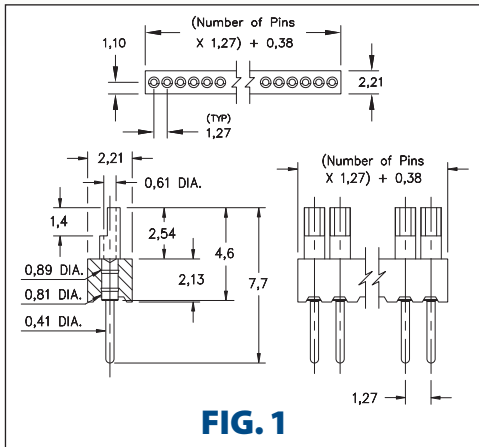 (Number of Pins
X 1,27) + 0,38
1,10
2,21
(TYP)
1,27
2,21
0,61 DIA.
1,4
2,54
4,6
7,7
2,13
0,89 DIA.
0,81 DIA.
0,41 DIA.
(Number of Pins
X 1,27) + 0,38
1,27
FIG. 1